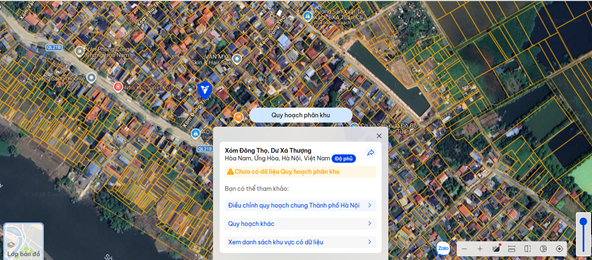 QL21B
QL21B
Quy hoạch phân khu
Xóm Đông Thọ, Dư Xá Thượng
Hòa Nam, Ứng Hòa, Hà Nội, Việt Nam Độ phủ
Chưa có dữ liệu Quy hoạch phân khu
Bạn có thể tham khảo:
Điều chỉnh quy hoạch chung Thành phố Hà Nội
Quy hoạch khác
Xem danh sách khu vực có dữ liệu
Lớp bản đồ
Zalo